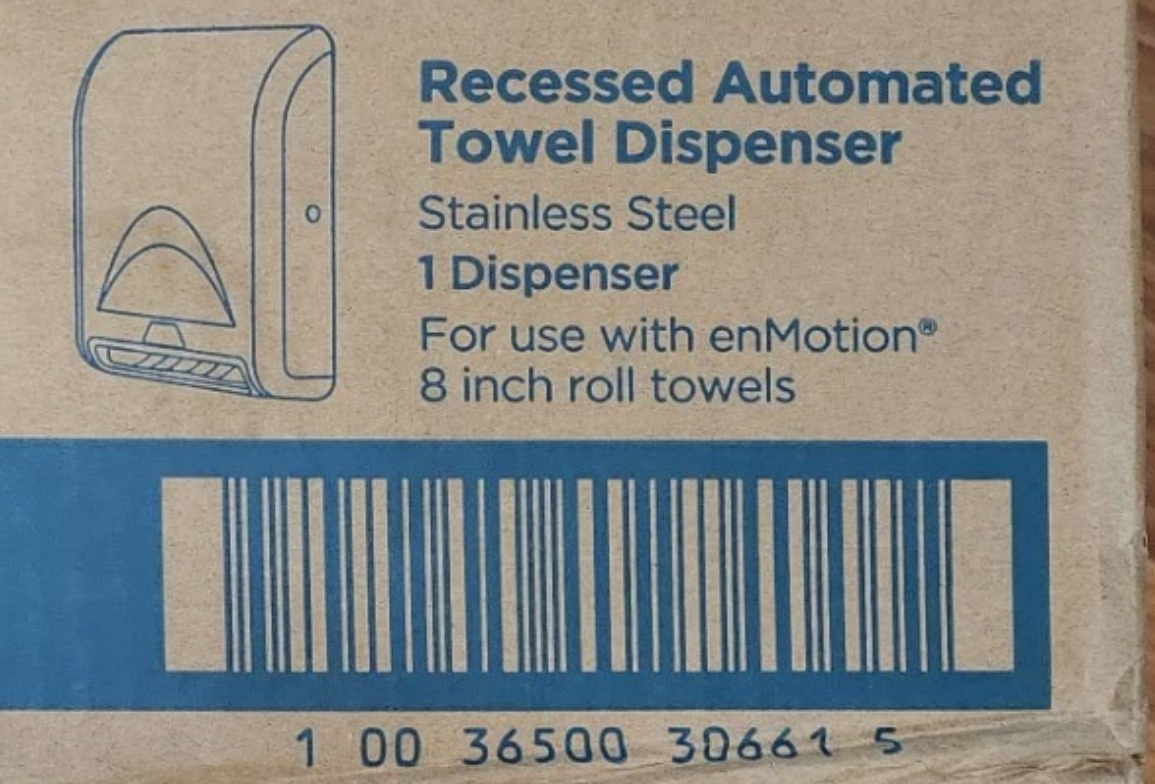 Recessed Automated
Towel Dispenser
Stainless Steel
1 Dispenser
For use with enMotion®
8 inch roll towels
1 00 36500 30661 5